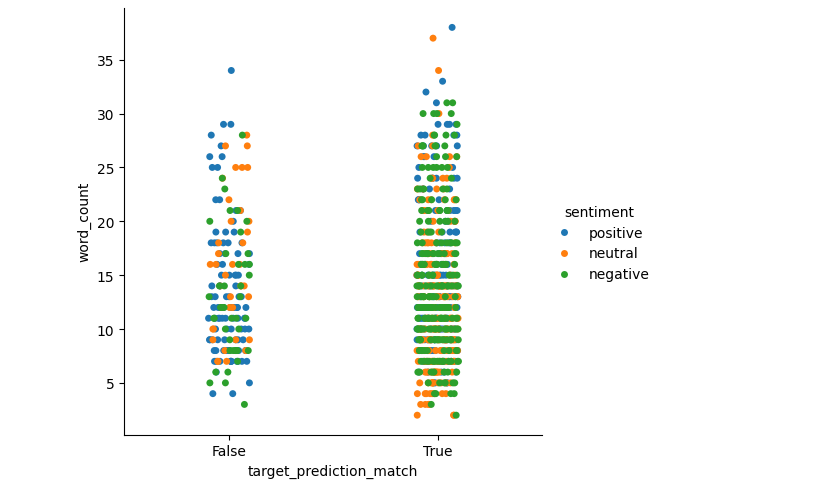 35
30
25
20
15
10
5
word_count
False
True
target_prediction_match
sentiment
positive
neutral
negative